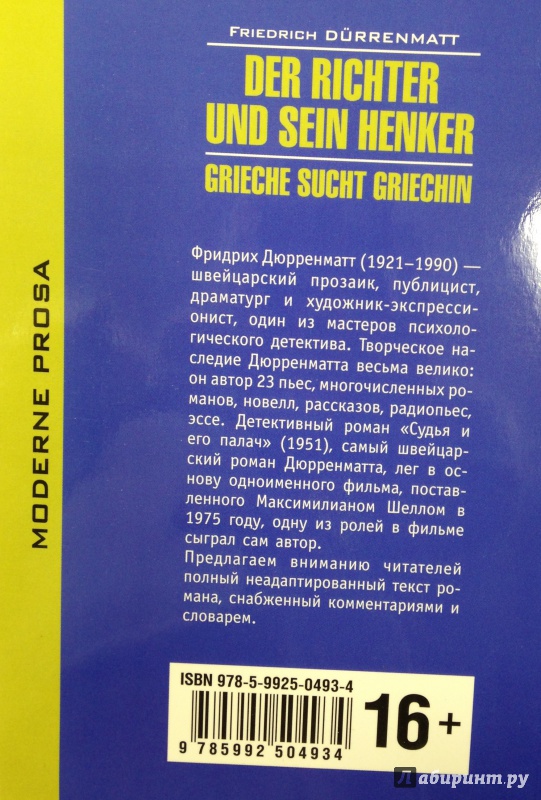 FRIEDRICH DÜRRENMATT
DER RICHTER
UND SEIN HENKER
GRIECHE SUCHT GRIECHIN
MODERNE PROSA
Фридрих Дюрренматт (1921–1990) —
швейцарский прозаик, публицист,
драматург и художник-экспресси-
онист, один из мастеров психоло-
гического детектива. Творческое на-
следие Дюрренматта весьма велико:
он автор 23 пьес, многочисленных ро-
манов, новелл, рассказов, радиопьес,
эссе. Детективный роман «Судья и
его палач» (1951), самый швейцар-
ский роман Дюрренматта, лег в ос-
нову одноименного фильма, постав-
ленного Максимилианом Шеллом в
1975 году, одну из ролей в фильме
сыграл сам автор.
Предлагаем вниманию читателей
полный неадаптированный текст ро-
мана, снабженный комментариями и
словарем.
ISBN 978-5-9925-0493-4
9 785992 504934
16+
Лабиринт.ру